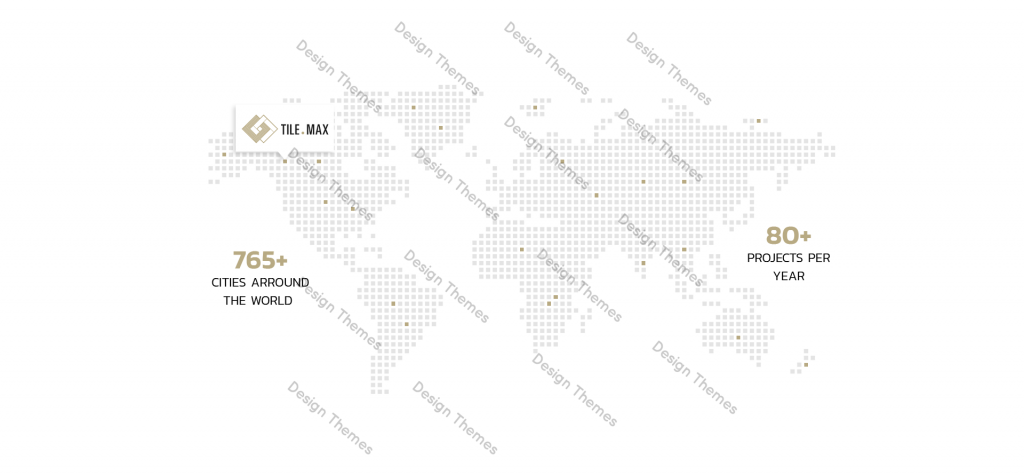 Design Themes
Design Themes
Design Themes
Design Themes
Design Themes
Design Themes
TILE MAX
Design Themes
Design Themes
Design Themes
80+
PROJECTS PER
YEAR
765+
CITIES ARROUND
THE WORLD
Design Themes
Design Themes
Design Themes
Design Themes
Design Themes
Design Themes
Design Themes
Design Themes